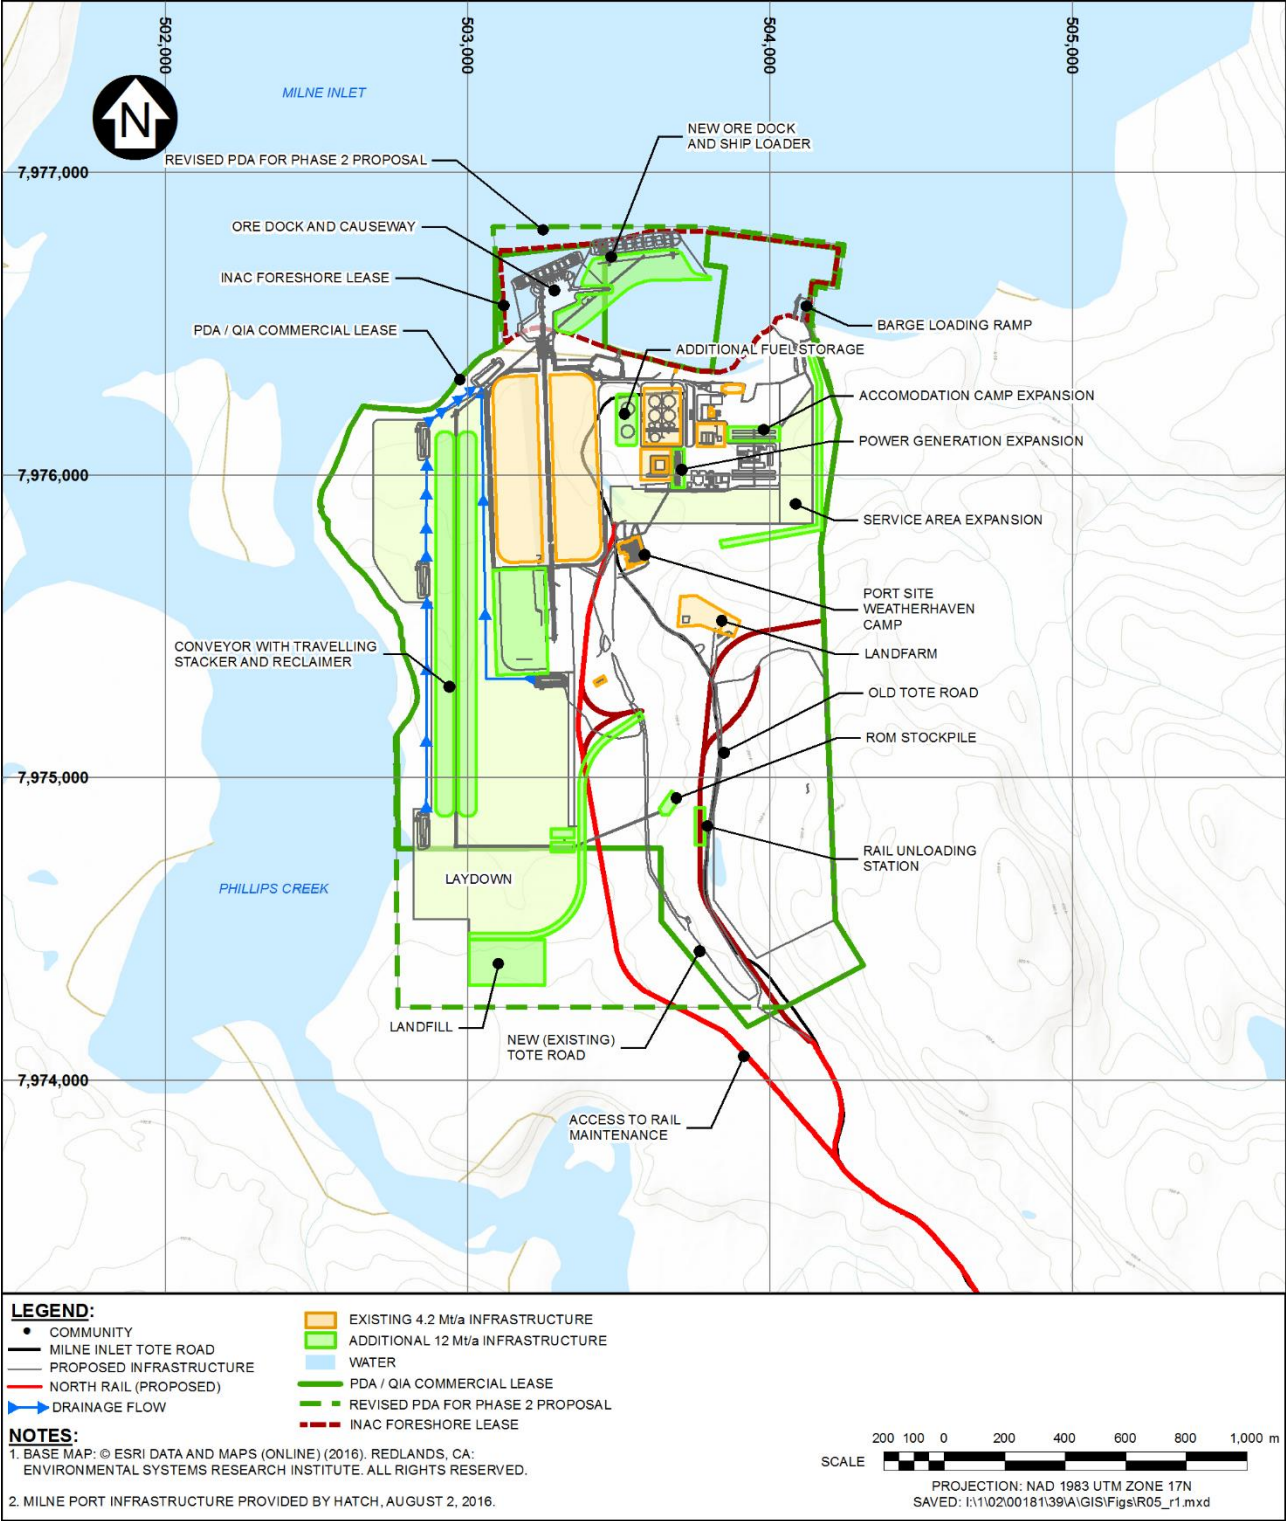 502,000
503,000
504,000
505,000
MILNE INLET
N
NEW ORE DOCK
AND SHIP LOADER
REVISED PDA FOR PHASE 2 PROPOSAL
7,977,000
ORE DOCK AND CAUSEWAY
INAC FORESHORE LEASE
BARGE LOADING RAMP
PDA / QIA COMMERCIAL LEASE
ADDITIONAL FUEL STORAGE
ACCOMODATION CAMP EXPANSION
POWER GENERATION EXPANSION
7,976,000
SERVICE AREA EXPANSION
PORT SITE
WEATHERHAVEN
CAMP
CONVEYOR WITH TRAVELLING
STACKER AND RECLAIMER
LANDFARM
OLD TOTE ROAD
ROM STOCKPILE
7,975,000
RAIL UNLOADING
STATION
LAYDOWN
PHILLIPS CREEK
LANDFILL
NEW (EXISTING)
TOTE ROAD
7,974,000
ACCESS TO RAIL
MAINTENANCE
LEGEND:
COMMUNITY
MILNE INLET TOTE ROAD
PROPOSED INFRASTRUCTURE
NORTH RAIL (PROPOSED)
DRAINAGE FLOW
EXISTING 4.2 Mt/a INFRASTRUCTURE
ADDITIONAL 12 Mt/a INFRASTRUCTURE
WATER
PDA / QIA COMMERCIAL LEASE
REVISED PDA FOR PHASE 2 PROPOSAL
INAC FORESHORE LEASE
NOTES:
1. BASE MAP: © ESRI DATA AND MAPS (ONLINE) (2016). REDLANDS, CA:
ENVIRONMENTAL SYSTEMS RESEARCH INSTITUTE. ALL RIGHTS RESERVED.
2. MILNE PORT INFRASTRUCTURE PROVIDED BY HATCH, AUGUST 2, 2016.
200 100 0 200 400 600 800 1,000 m
SCALE
PROJECTION: NAD 1983 UTM ZONE 17N
SAVED: I:\1\02\00181\39\A\GIS\Figs\R05_r1.mxd